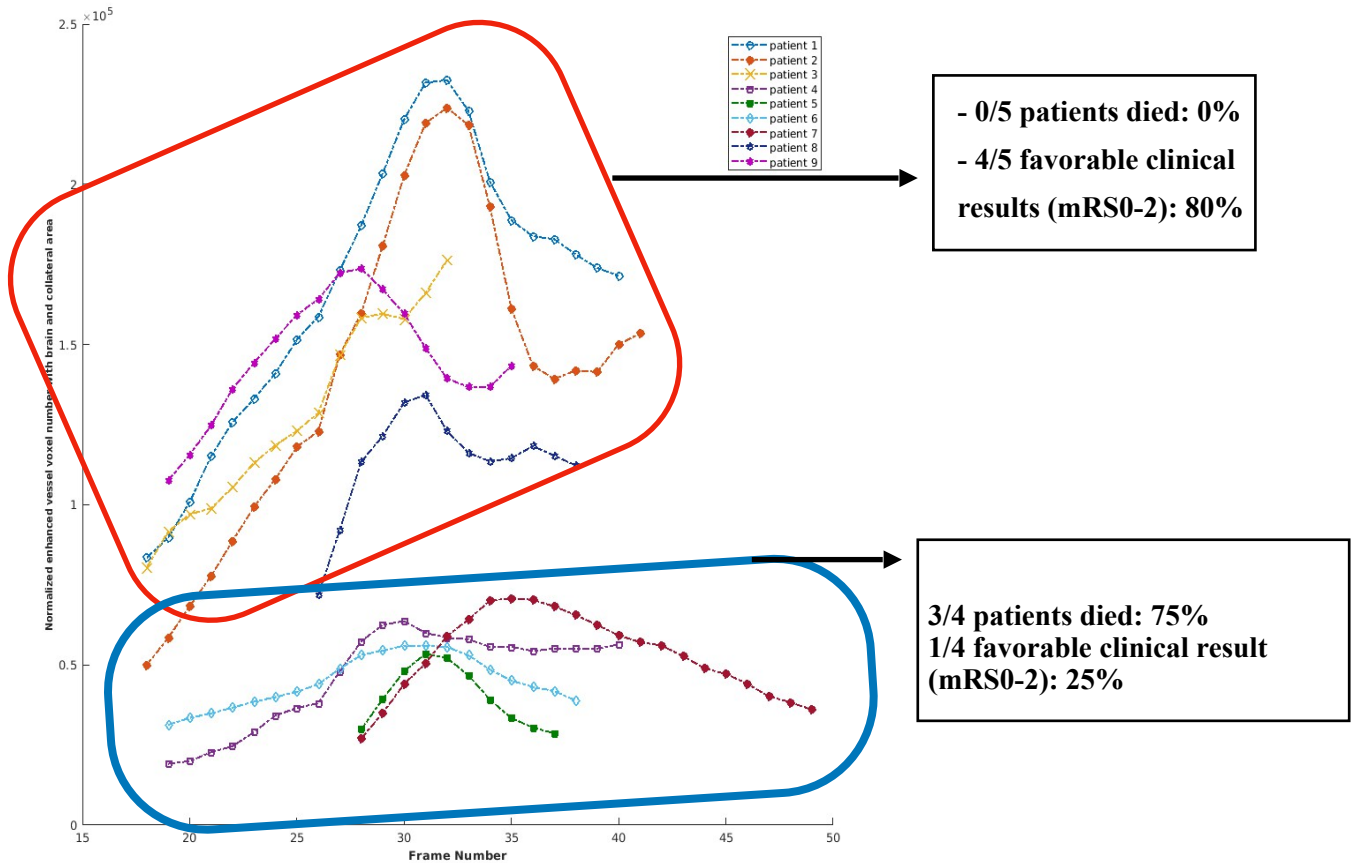 2.5
×10⁵
2
1.5
1
0.5
0
15
20
25
30
35
40
45
50
Normalized enhanced vessel voxel number with brain and collateral area
Frame Number
patient 1
patient 2
patient 3
patient 4
patient 5
patient 6
patient 7
patient 8
patient 9
- 0/5 patients died: 0%
- 4/5 favorable clinical
results (mRS0-2): 80%
3/4 patients died: 75%
1/4 favorable clinical result
(mRS0-2): 25%